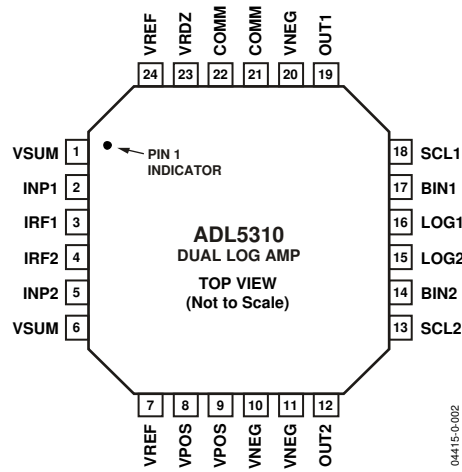 VREF VRDZ COMM COMM VNEG OUT1
24 23 22 21 20 19
VSUM 1
INP1 2
IRF1 3
IRF2 4
INP2 5
VSUM 6
PIN 1
INDICATOR
ADL5310
DUAL LOG AMP
TOP VIEW
(Not to Scale)
18 SCL1
17 BIN1
16 LOG1
15 LOG2
14 BIN2
13 SCL2
7 8 9 10 11 12
VREF VPOS VPOS VNEG VNEG OUT2
04415-0-002